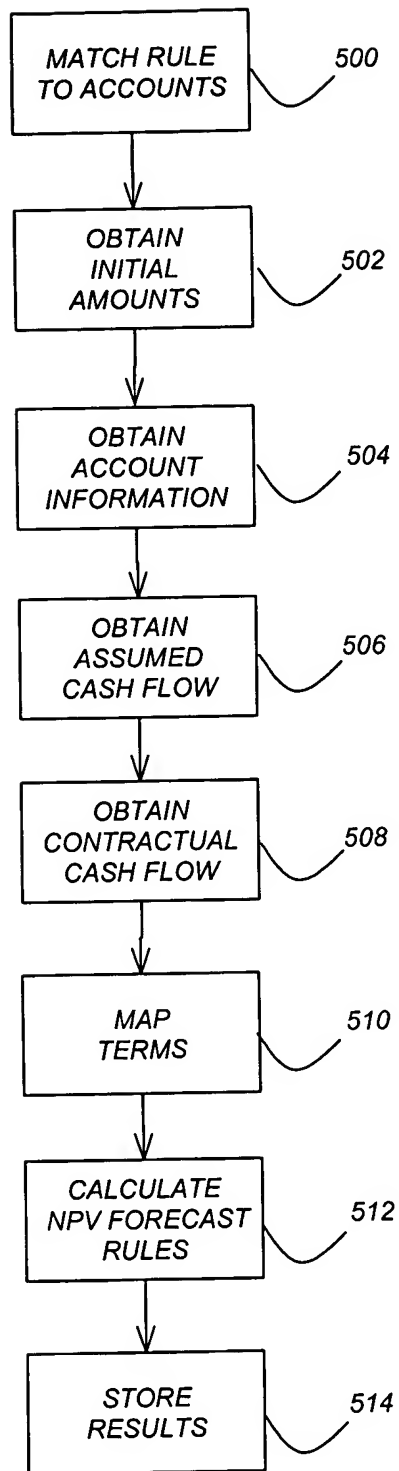 MATCH RULE
TO ACCOUNTS
500
OBTAIN
INITIAL
AMOUNTS
502
OBTAIN
ACCOUNT
INFORMATION
504
OBTAIN
ASSUMED
CASH FLOW
506
OBTAIN
CONTRACTUAL
CASH FLOW
508
MAP
TERMS
510
CALCULATE
NPV FORECAST
RULES
512
STORE
RESULTS
514